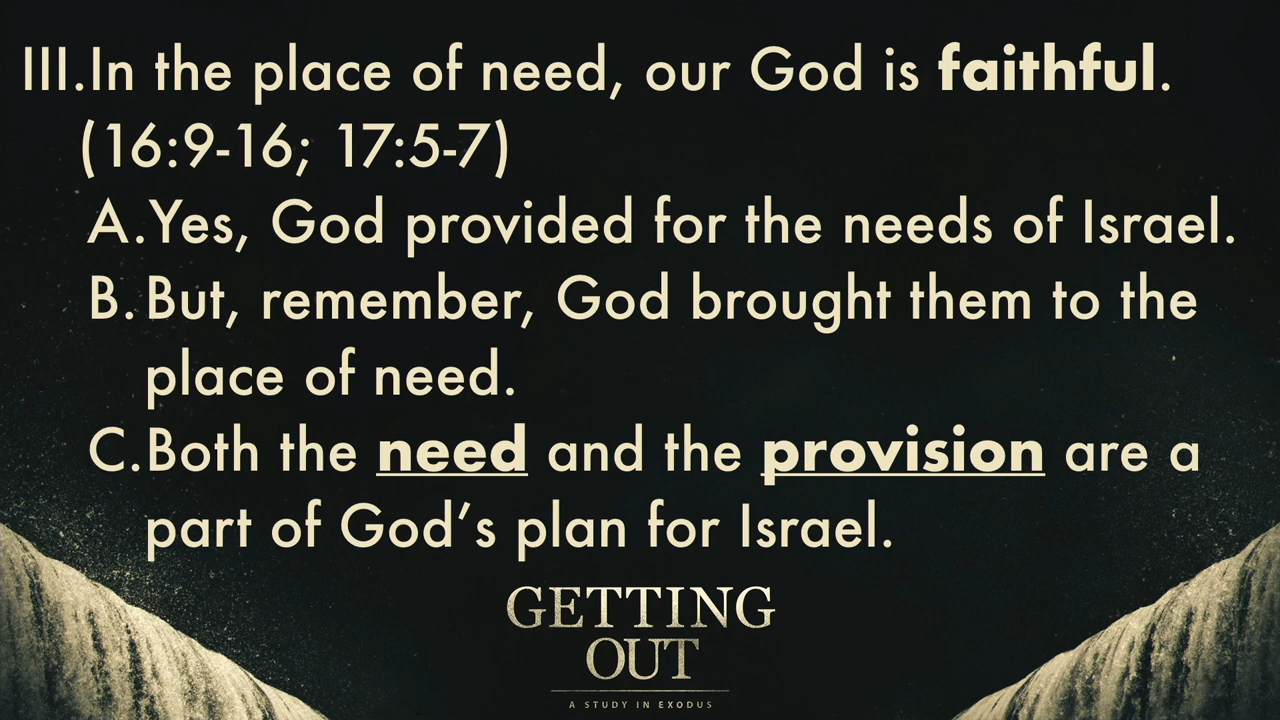 III.In the place of need, our God is faithful.
(16:9-16; 17:5-7)
A.Yes, God provided for the needs of Israel.
B.But, remember, God brought them to the
place of need.
C.Both the need and the provision are a
part of God’s plan for Israel.
GETTING
OUT
A STUDY IN EXODUS